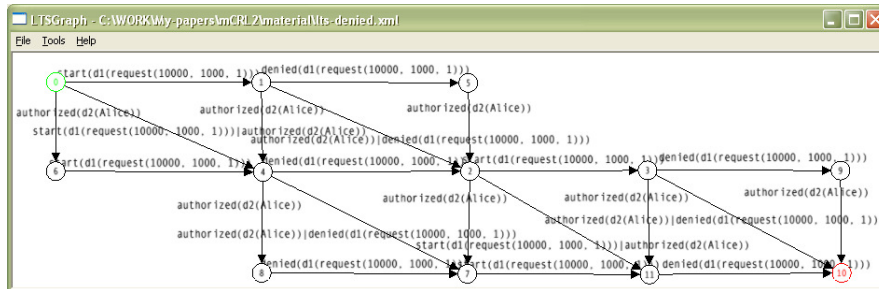 LTSGraph - C:\WORK\My-papers\mCRL2\material\lts-denied.xml
File Tools Help
start(d1(request(10000, 1000, 1))) denied(d1(request(10000, 1000, 1)))
0 1 5
authorized(d2(Alice)) authorized(d2(Alice)) authorized(d2(Alice))
start(d1(request(10000, 1000, 1)))|authorized(d2(Alice))
authorized(d2(Alice))|denied(d1(request(10000, 1000, 1)))
start(d1(request(10000, 1000, 1))) denied(d1(request(10000, 1000, 1))) start(d1(request(10000, 1000, 1))) denied(d1(request(10000, 1000, 1)))
6 4 2 3 9
authorized(d2(Alice)) authorized(d2(Alice)) authorized(d2(Alice)) authorized(d2(Alice))
authorized(d2(Alice))|denied(d1(request(10000, 1000, 1)))
authorized(d2(Alice))|denied(d1(request(10000, 1000, 1)))
start(d1(request(10000, 1000, 1)))|authorized(d2(Alice))
denied(d1(request(10000, 1000, 1))) start(d1(request(10000, 1000, 1))) denied(d1(request(10000, 1000, 1)))
8 7 11 10